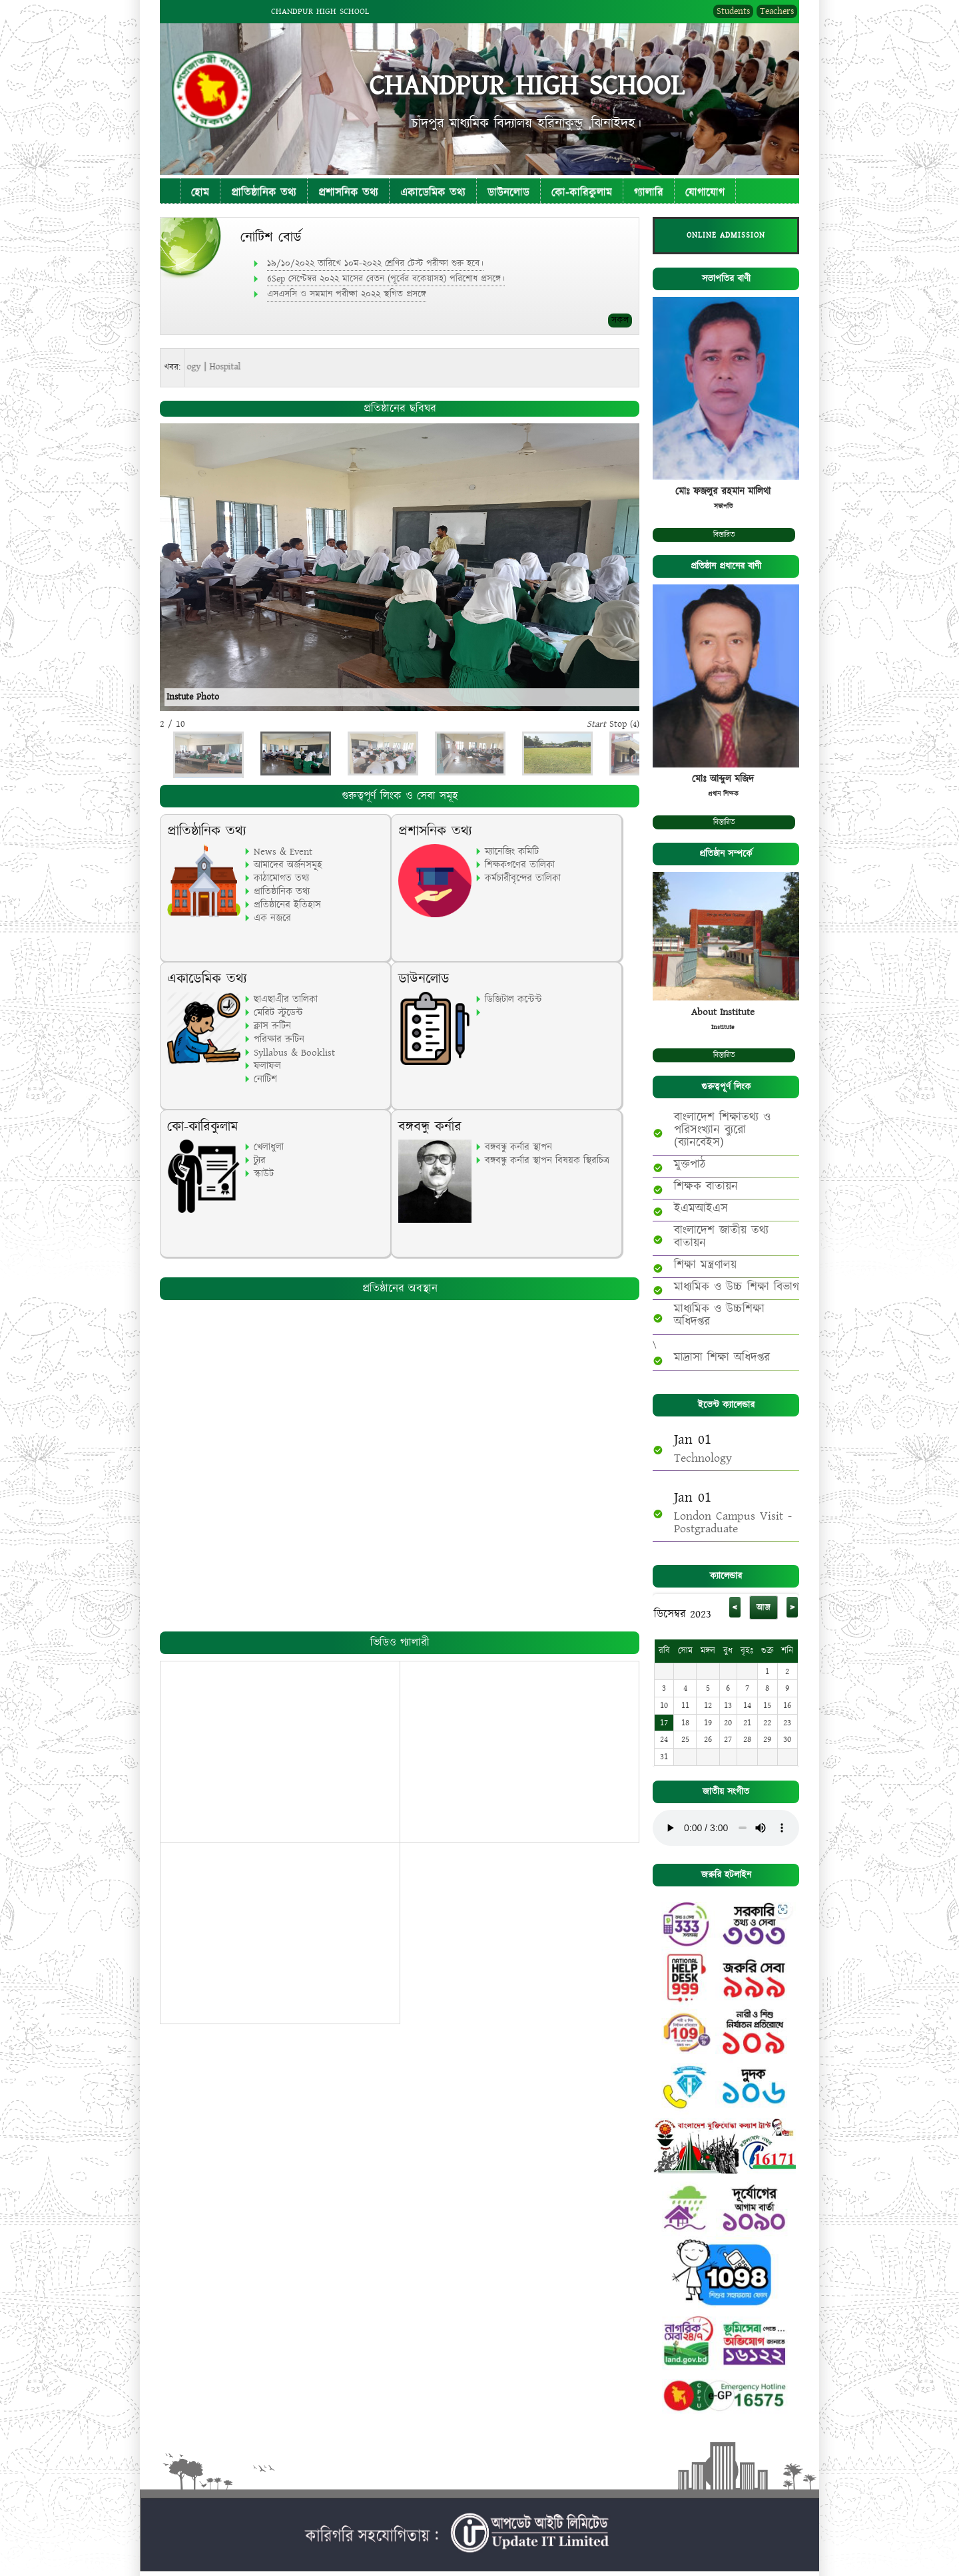 CHANDPUR HIGH SCHOOL
Students Teachers
CHANDPUR HIGH SCHOOL
চাঁদপুর মাধ্যমিক বিদ্যালয় হরিনাকুন্ডু ,ঝিনাইদহ।
হোম প্রাতিষ্ঠানিক তথ্য প্রশাসনিক তথ্য একাডেমিক তথ্য ডাউনলোড কো-কারিকুলাম গ্যালারি যোগাযোগ
নোটিশ বোর্ড
১৯/১০/২০২২ তারিখে ১০ম-২০২২ শ্রেণির টেস্ট পরীক্ষা শুরু হবে।
6Sep সেপ্টেম্বর ২০২২ মাসের বেতন (পূর্বের বকেয়াসহ) পরিশোধ প্রসঙ্গে।
এসএসসি ও সমমান পরীক্ষা ২০২২ স্থগিত প্রসঙ্গে
সকল
খবর: ogy | Hospital
প্রতিষ্ঠানের ছবিঘর
Instute Photo
2 / 10
Start Stop (4)
গুরুত্বপূর্ণ লিংক ও সেবা সমূহ
প্রাতিষ্ঠানিক তথ্য
News & Event
আমাদের অর্জনসমূহ
কাঠামোগত তথ্য
প্রাতিষ্ঠানিক তথ্য
প্রতিষ্ঠানের ইতিহাস
এক নজরে
প্রশাসনিক তথ্য
ম্যানেজিং কমিটি
শিক্ষকগণের তালিকা
কর্মচারীবৃন্দের তালিকা
একাডেমিক তথ্য
ছাএছাএীর তালিকা
মেরিট স্টুডেন্ট
ক্লাস রুটিন
পরিক্ষার রুটিন
Syllabus & Booklist
ফলাফল
নোটিশ
ডাউনলোড
ডিজিটাল কন্টেন্ট
কো-কারিকুলাম
খেলাধুলা
ট্যুর
স্কাউট
বঙ্গবন্ধু কর্নার
বঙ্গবন্ধু কর্নার স্থাপন
বঙ্গবন্ধু কর্নার স্থাপন বিষয়ক স্থিরচিত্র
প্রতিষ্ঠানের অবস্থান
ভিডিও গ্যালারী
ONLINE ADMISSION
সভাপতির বাণী
মোঃ ফজলুর রহমান মালিথা
সভাপতি
বিস্তারিত
প্রতিষ্ঠান প্রধানের বাণী
মোঃ আব্দুল মজিদ
প্রধান শিক্ষক
বিস্তারিত
প্রতিষ্ঠান সম্পর্কে
About Institute
Institute
বিস্তারিত
গুরুত্বপূর্ণ লিংক
বাংলাদেশ শিক্ষাতথ্য ও
পরিসংখ্যান ব্যুরো
(ব্যানবেইস)
মুক্তপাঠ
শিক্ষক বাতায়ন
ইএমআইএস
বাংলাদেশ জাতীয় তথ্য
বাতায়ন
শিক্ষা মন্ত্রণালয়
মাধ্যমিক ও উচ্চ শিক্ষা বিভাগ
মাধ্যমিক ও উচ্চশিক্ষা
অধিদপ্তর
\
মাদ্রাসা শিক্ষা অধিদপ্তর
ইভেন্ট ক্যালেন্ডার
Jan 01
Technology
Jan 01
London Campus Visit -
Postgraduate
ক্যালেন্ডার
ডিসেম্বর 2023 < আজ >
রবি সোম মঙ্গল বুধ বৃহঃ শুক্র শনি
1 2
3 4 5 6 7 8 9
10 11 12 13 14 15 16
17 18 19 20 21 22 23
24 25 26 27 28 29 30
31
জাতীয় সংগীত
0:00 / 3:00
জরুরি হটলাইন
333
সরকারি
তথ্য ও সেবা
৩৩৩
NATIONAL
HELP
DESK
999
জরুরি সেবা
৯৯৯
109
নারী ও শিশু
নির্যাতন প্রতিরোধে
১০৯
দুদক
১০৬
বাংলাদেশ মুক্তিযোদ্ধা কল্যাণ ট্রাস্ট
16171
দূর্যোগের
আগাম বার্তা
১০৯০
1098
শিশুর সহায়তায় ফোন
নাগরিক
সেবা ২৪/৭
land.gov.bd
ভূমিসেবা পেতে ...
অভিযোগ জানাতে
১৬১২২
CPTU
e-GP
Emergency Hotline
16575
কারিগরি সহযোগিতায় :
আপডেট আইটি লিমিটেড
Update IT Limited